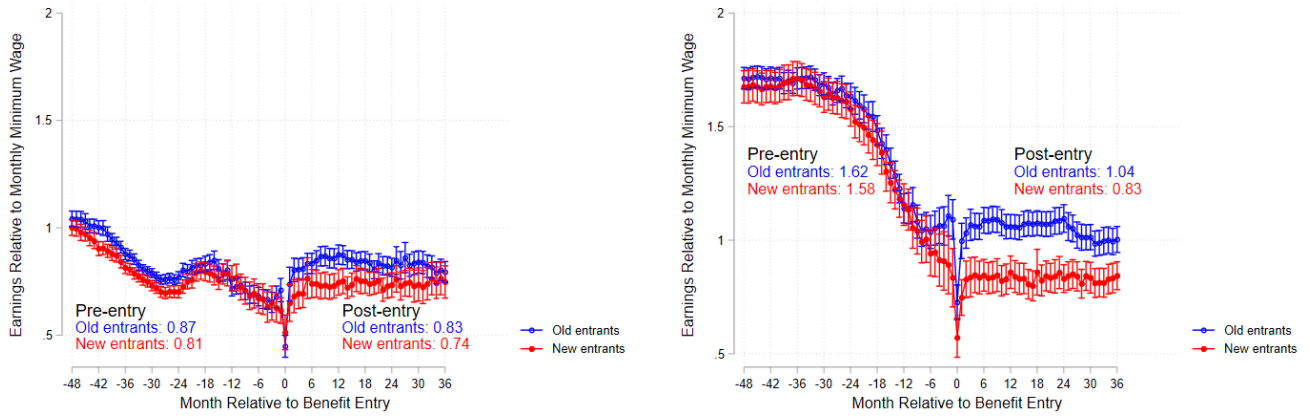 Earnings Relative to Monthly Minimum Wage
2
1.5
1
.5
Pre-entry
Old entrants: 0.87
New entrants: 0.81
Post-entry
Old entrants: 0.83
New entrants: 0.74
-48 -42 -36 -30 -24 -18 -12 -6 0 6 12 18 24 30 36
Month Relative to Benefit Entry
Old entrants
New entrants
Earnings Relative to Monthly Minimum Wage
2
1.5
1
.5
Pre-entry
Old entrants: 1.62
New entrants: 1.58
Post-entry
Old entrants: 1.04
New entrants: 0.83
-48 -42 -36 -30 -24 -18 -12 -6 0 6 12 18 24 30 36
Month Relative to Benefit Entry
Old entrants
New entrants